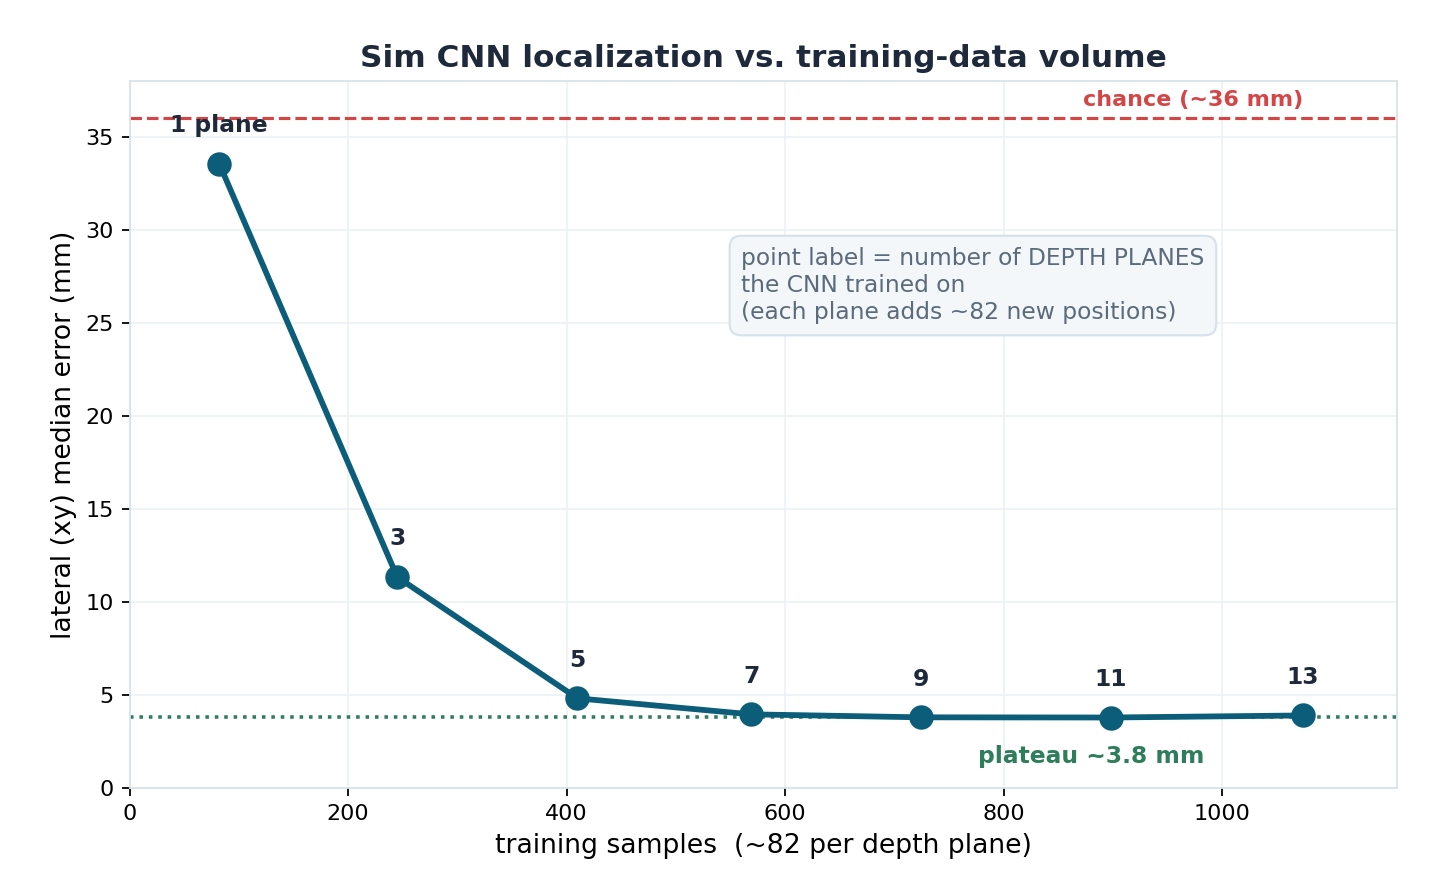 Sim CNN localization vs. training-data volume
chance (~36 mm)
1 plane
35
30
point label = number of DEPTH PLANES
the CNN trained on
(each plane adds ~82 new positions)
25
20
15
3
10
5
7
9
11
13
5
plateau ~3.8 mm
0
lateral (xy) median error (mm)
0
200
400
600
800
1000
training samples  (~82 per depth plane)